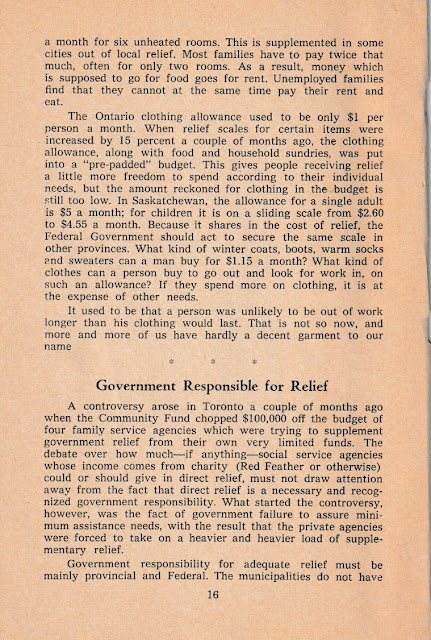 a month for six unheated rooms. This is supplemented in some
cities out of local relief. Most families have to pay twice that
much, often for only two rooms. As a result, money which
is supposed to go for food goes for rent. Unemployed families
find that they cannot at the same time pay their rent and
eat.
The Ontario clothing allowance used to be only $1 per
person a month. When relief scales for certain items were
increased by 15 percent a couple of months ago, the clothing
allowance, along with food and household sundries, was put
into a "pre-padded" budget. This gives people receiving relief
a little more freedom to spend according to their individual
needs, but the amount reckoned for clothing in the budget is
still too low. In Saskatchewan, the allowance for a single adult
is $5 a month; for children it is on a sliding scale from $2.60
to $4.55 a month. Because it shares in the cost of relief, the
Federal Government should act to secure the same scale in
other provinces. What kind of winter coats, boots, warm socks
and sweaters can a man buy for $1.15 a month? What kind of
clothes can a person buy to go out and look for work in, on
such an allowance? If they spend more on clothing, it is at
the expense of other needs.
It used to be that a person was unlikely to be out of work
longer than his clothing would last. That is not so now, and
more and more of us have hardly a decent garment to our
name
* * *
Government Responsible for Relief
A controversy arose in Toronto a couple of months ago
when the Community Fund chopped $100,000 off the budget of
four family service agencies which were trying to supplement
government relief from their own very limited funds. The
debate over how much—if anything—social service agencies
whose income comes from charity (Red Feather or otherwise)
could or should give in direct relief, must not draw attention
away from the fact that direct relief is a necessary and recog-
nized government responsibility. What started the controversy,
however, was the fact of government failure to assure mini-
mum assistance needs, with the result that the private agencies
were forced to take on a heavier and heavier load of supple-
mentary relief.
Government responsibility for adequate relief must be
mainly provincial and Federal. The municipalities do not have
16